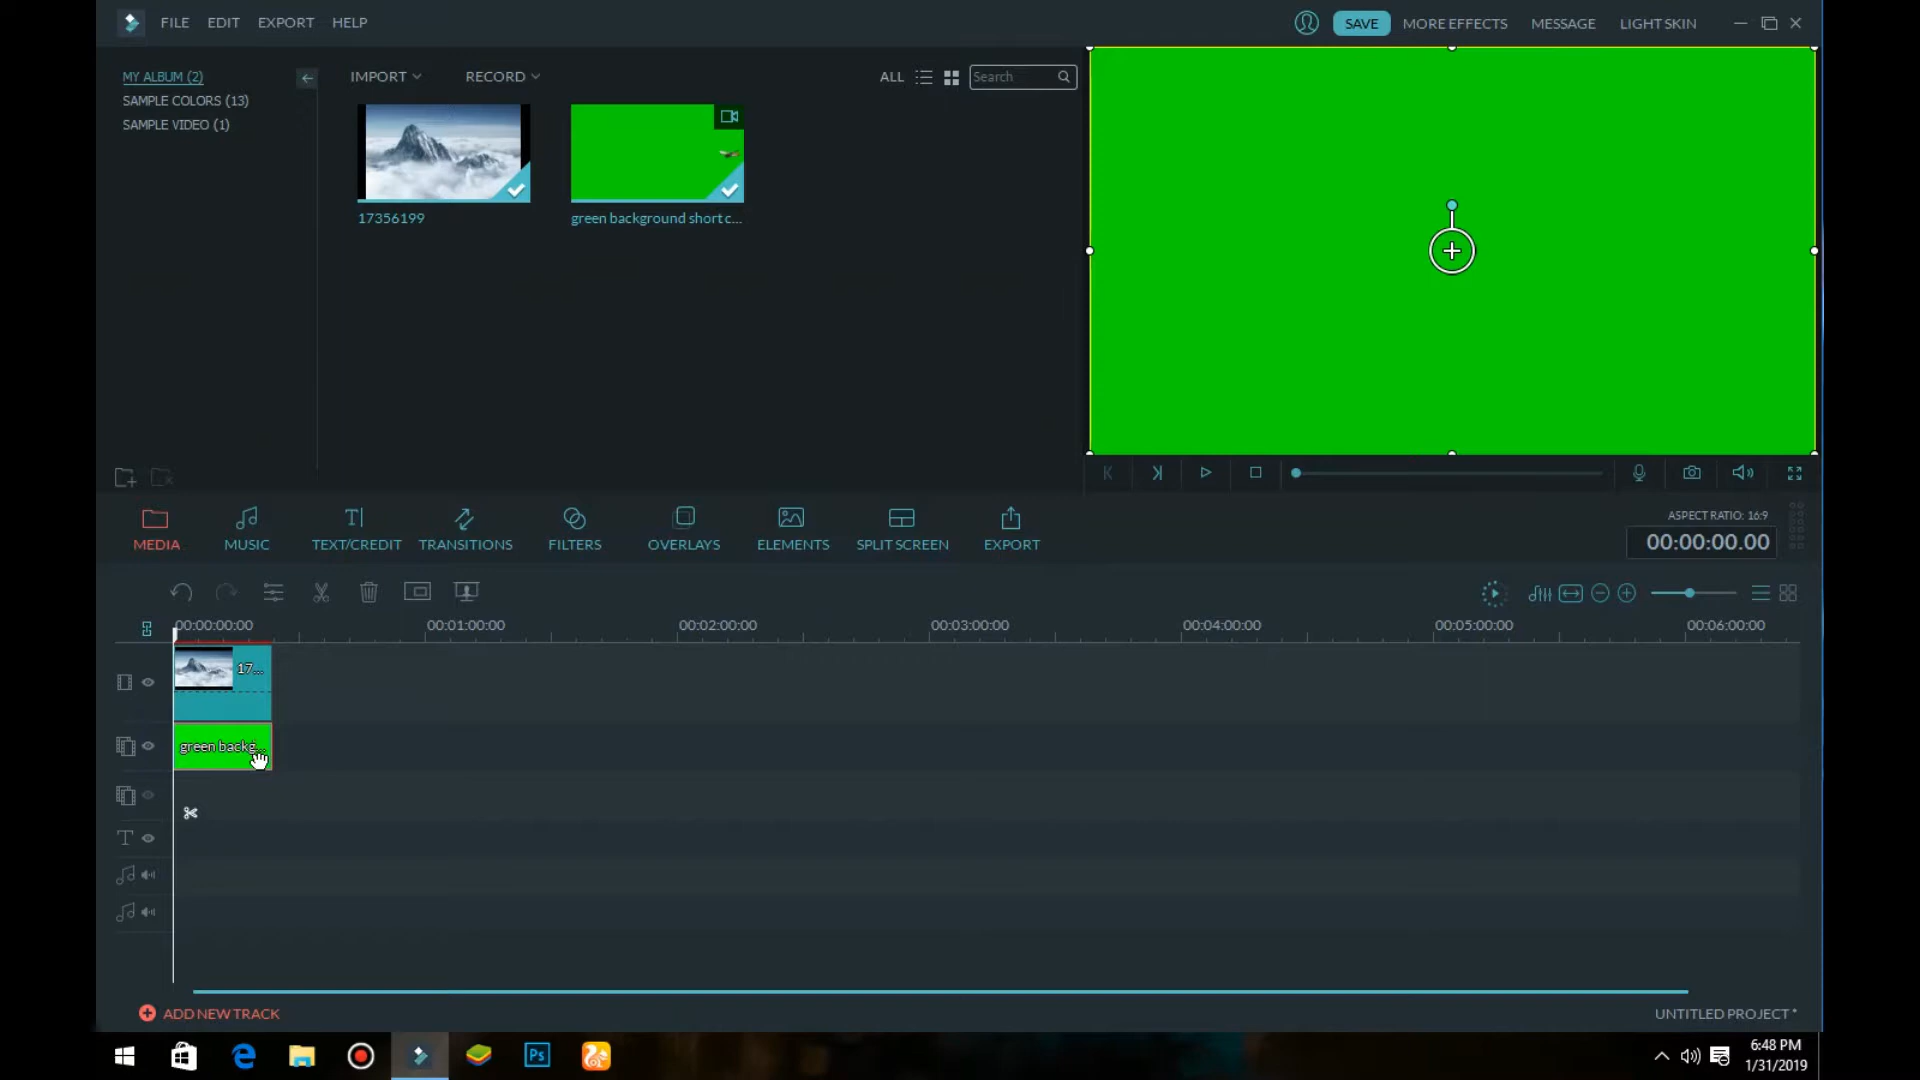 FILE EDIT EXPORT HELP
SAVE MORE EFFECTS MESSAGE LIGHT SKIN
MY ALBUM (2)
SAMPLE COLORS (13)
SAMPLE VIDEO (1)
IMPORT RECORD
ALL Search
17356199
green background short c...
MEDIA MUSIC TEXT/CREDIT TRANSITIONS FILTERS OVERLAYS ELEMENTS SPLIT SCREEN EXPORT
ASPECT RATIO: 16:9
00:00:00.00
00:00:00:00 00:01:00:00 00:02:00:00 00:03:00:00 00:04:00:00 00:05:00:00 00:06:00:00
17...
green backg...
ADD NEW TRACK
UNTITLED PROJECT *
Ps
6:48 PM
1/31/2019